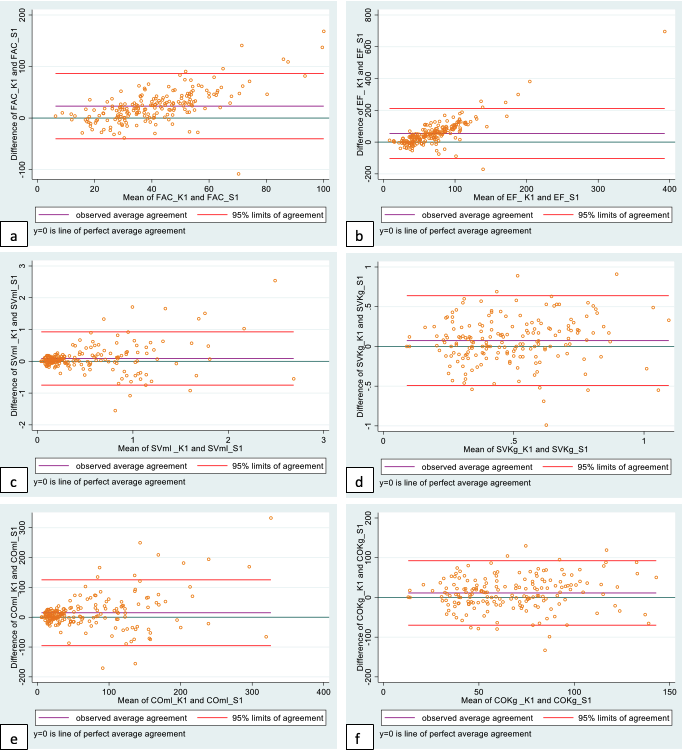 Difference of FAC_K1 and FAC_S1
200
100
0
-100
0 20 40 60 80 100
Mean of FAC_K1 and FAC_S1
observed average agreement 95% limits of agreement
y=0 is line of perfect average agreement
a
Difference of EF_ K1 and EF_S1
800
600
400
200
0
-200
0 100 200 300 400
Mean of EF_ K1 and EF_S1
observed average agreement 95% limits of agreement
y=0 is line of perfect average agreement
b
Difference of SVml_K1 and SVml_S1
3
2
.1
0
-1
-2
0 1 2 3
Mean of SVml _K1 and SVml_S1
observed average agreement 95% limits of agreement
y=0 is line of perfect average agreement
c
Difference of SVKg_K1 and SVKg_S1
1
.5
0
-.5
-1
0 .5 1
Mean of SVKg_K1 and SVKg_S1
observed average agreement 95% limits of agreement
y=0 is line of perfect average agreement
d
Difference of COml_K1 and COml_S1
300
200
100
0
-100
-200
0 100 200 300 400
Mean of COml_K1 and COml_S1
observed average agreement 95% limits of agreement
y=0 is line of perfect average agreement
e
Difference of COKg _K1 and COKg_S1
200
100
0
-100
-200
0 50 100 150
Mean of COKg _K1 and COKg_S1
observed average agreement 95% limits of agreement
y=0 is line of perfect average agreement
f